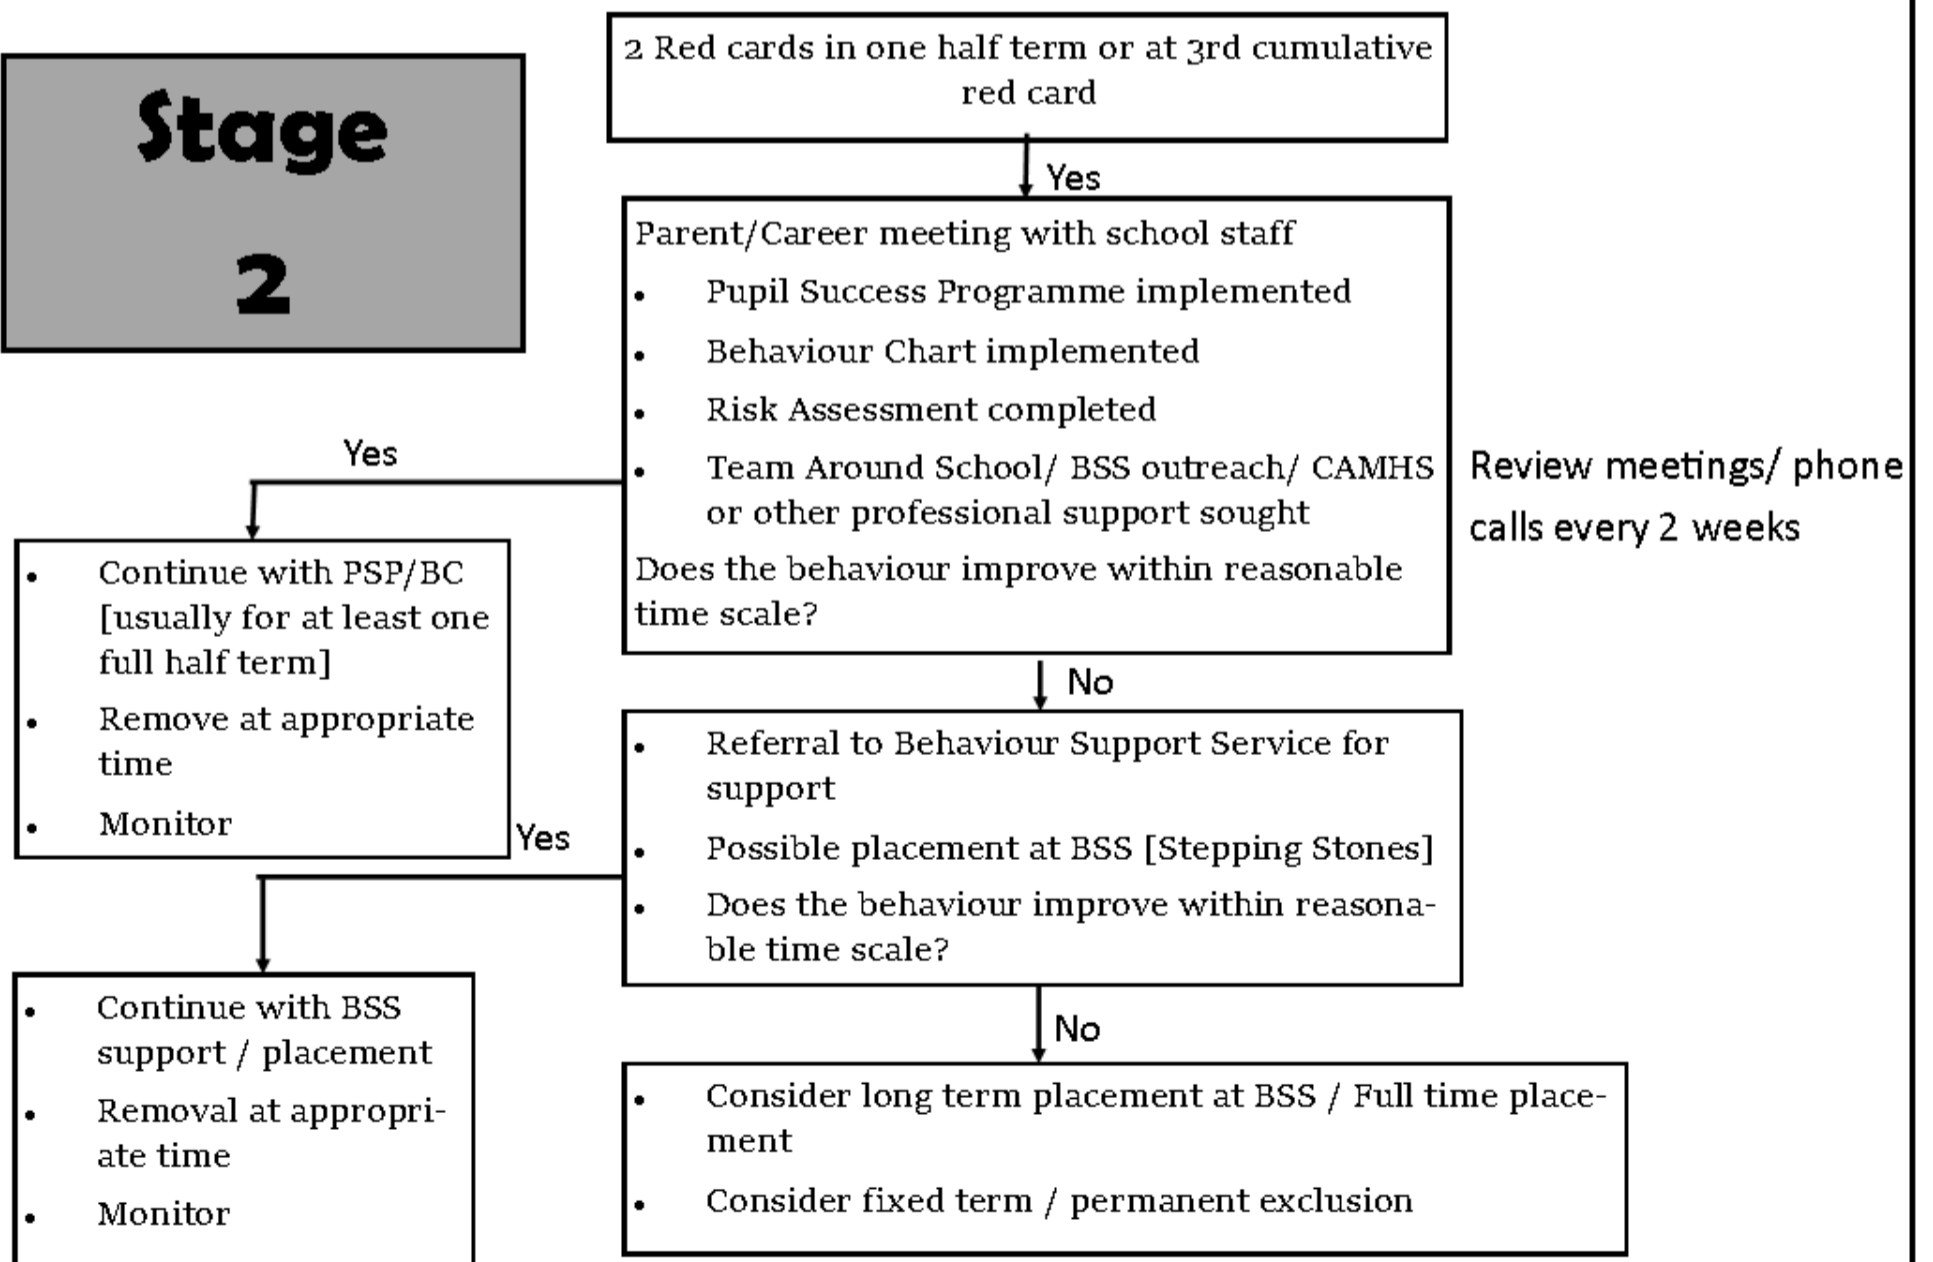 Stage
2
2 Red cards in one half term or at 3rd cumulative
red card
Yes
Parent/Career meeting with school staff
• Pupil Success Programme implemented
• Behaviour Chart implemented
• Risk Assessment completed
• Team Around School/ BSS outreach/ CAMHS
or other professional support sought
Does the behaviour improve within reasonable
time scale?
Review meetings/ phone
calls every 2 weeks
Yes
• Continue with PSP/BC
[usually for at least one
full half term]
• Remove at appropriate
time
• Monitor
No
• Referral to Behaviour Support Service for
support
• Possible placement at BSS [Stepping Stones]
• Does the behaviour improve within reasona-
ble time scale?
Yes
• Continue with BSS
support / placement
• Removal at appropri-
ate time
• Monitor
No
• Consider long term placement at BSS / Full time place-
ment
• Consider fixed term / permanent exclusion